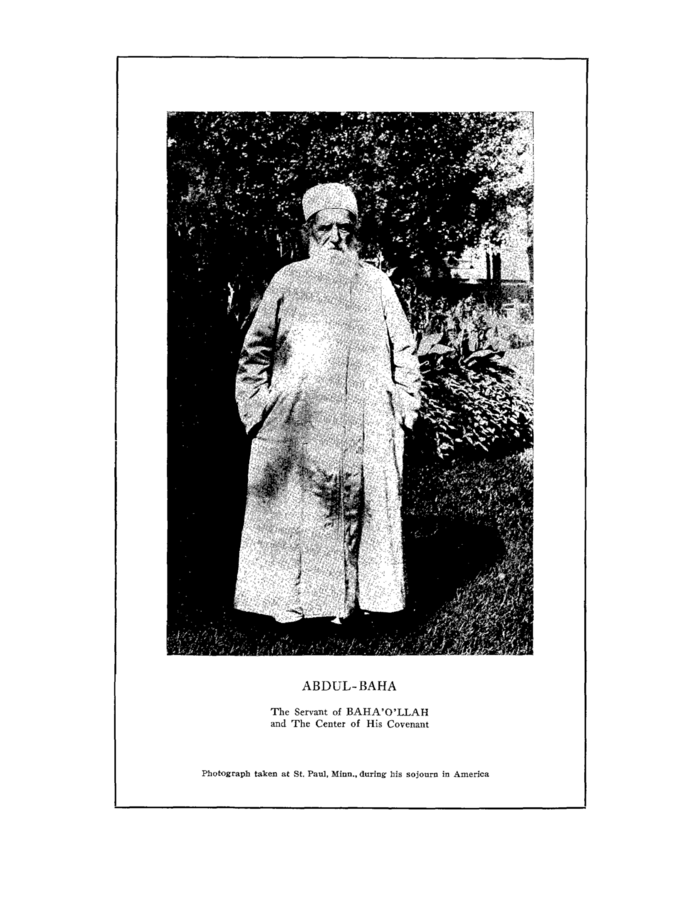 ABDUL-BAHA
The Servant of BAHA'O'LLAH
and The Center of His Covenant
Photograph taken at St. Paul, Minn., during his sojourn in America